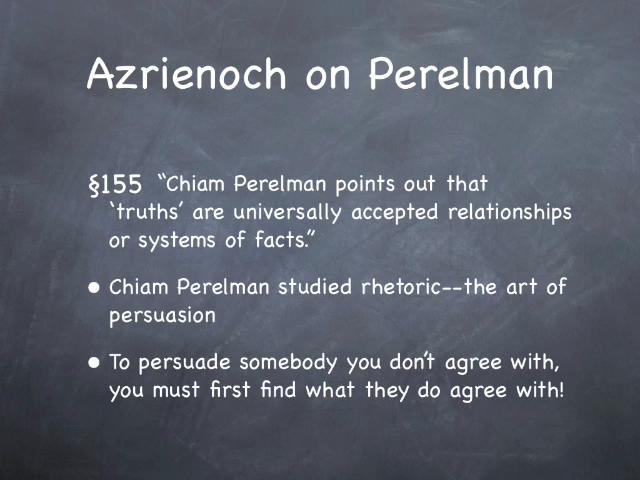 Azrienoch on Perelman
§155 “Chiam Perelman points out that
‘truths’ are universally accepted relationships
or systems of facts.”
• Chiam Perelman studied rhetoric--the art of
persuasion
• To persuade somebody you don’t agree with,
you must first find what they do agree with!